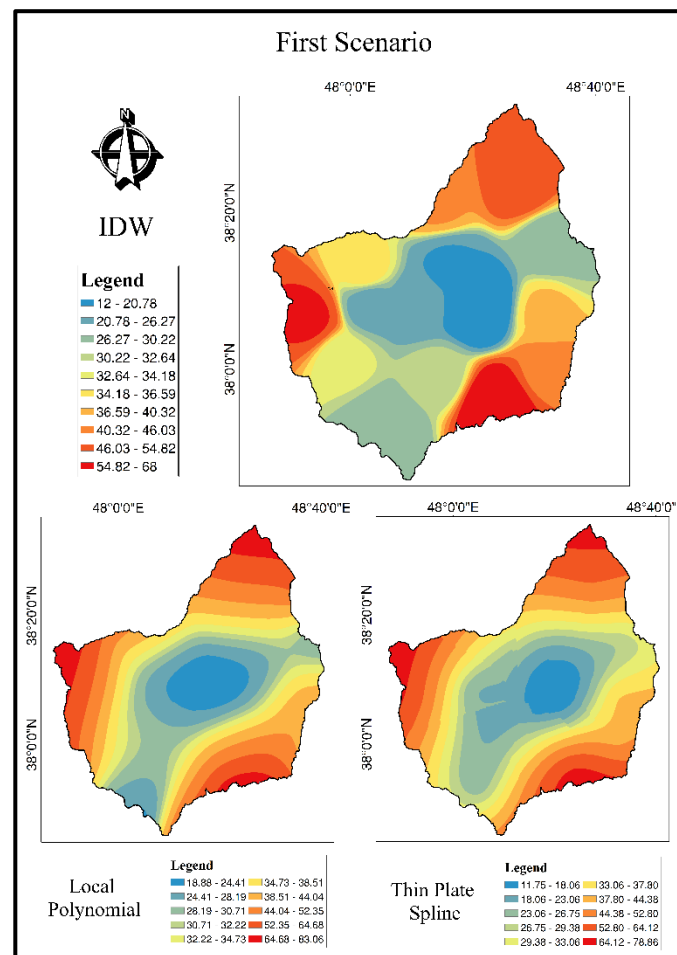 First Scenario
48°0'0"E 48°40'0"E
N
IDW
38°20'0"N
38°0'0"N
Legend
12 - 20.78
20.78 - 26.27
26.27 - 30.22
30.22 - 32.64
32.64 - 34.18
34.18 - 36.59
36.59 - 40.32
40.32 - 46.03
46.03 - 54.82
54.82 - 68
48°0'0"E 48°40'0"E
38°20'0"N
38°0'0"N
Local
Polynomial
Legend
18.88 - 24.41 34.73 - 38.51
24.41 - 28.19 38.51 - 44.04
28.19 - 30.71 44.04 - 52.35
30.71 32.22 52.35 - 64.68
32.22 - 34.73 64.68 - 83.06
48°0'0"E 48°40'0"E
38°20'0"N
38°0'0"N
Thin Plate
Spline
Legend
11.75 - 18.06 33.06 - 37.80
18.06 - 23.06 37.80 - 44.38
23.06 - 26.75 44.38 - 52.80
26.75 - 29.38 52.80 - 64.12
29.38 - 33.06 64.12 - 78.86